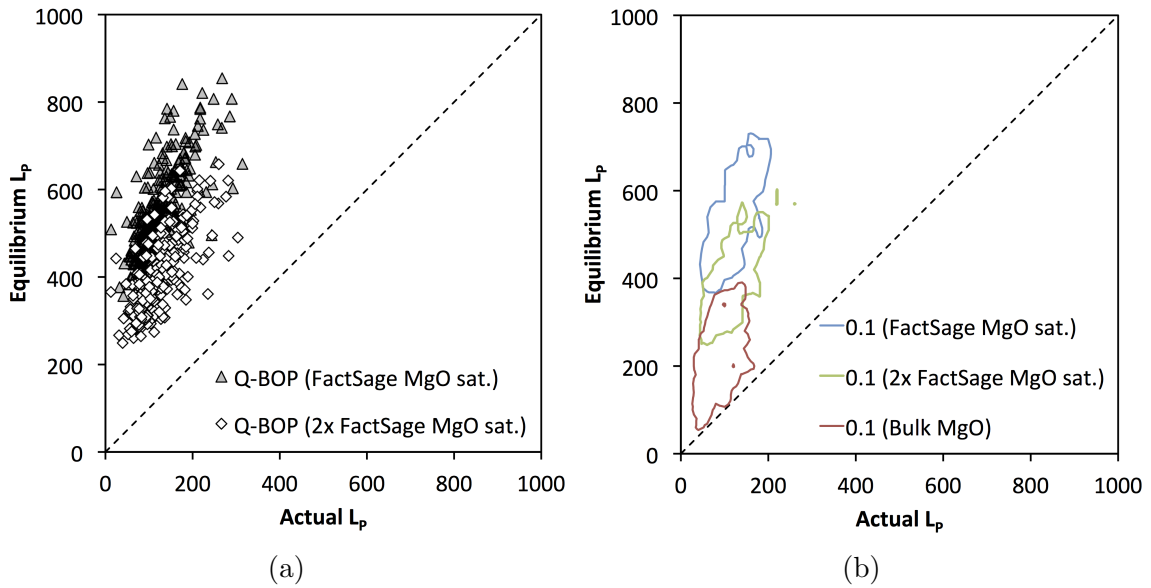 1000
800
600
400
200
0
Equilibrium LP
Q-BOP (FactSage MgO sat.)
Q-BOP (2x FactSage MgO sat.)
0 200 400 600 800 1000
Actual LP
(a)
1000
800
600
400
200
0
Equilibrium LP
0.1 (FactSage MgO sat.)
0.1 (2x FactSage MgO sat.)
0.1 (Bulk MgO)
0 200 400 600 800 1000
Actual LP
(b)